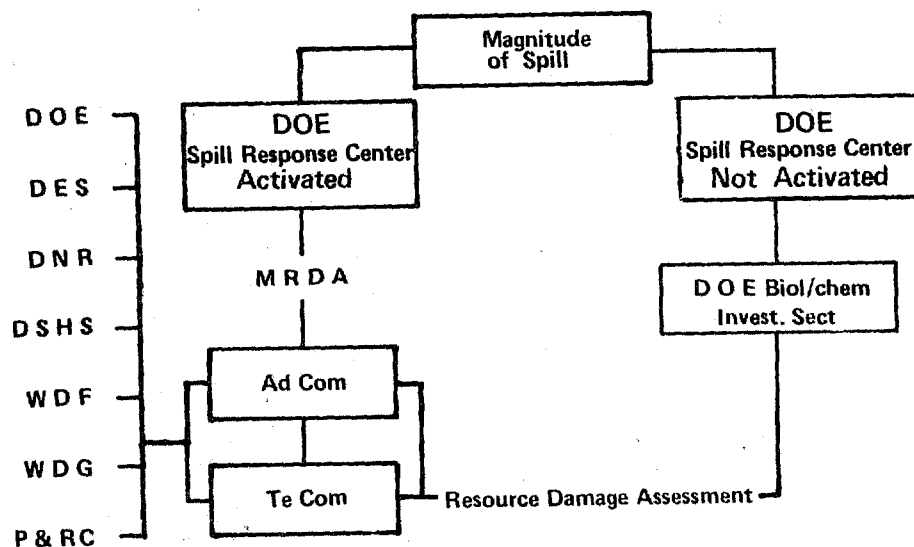 Magnitude
of Spill
DOE
Spill Response Center
Activated
DOE
Spill Response Center
Not Activated
DOE
DES
DNR
DSHS
WDF
WDG
P & RC
MRDA
DOE Biol/chem
Invest. Sect
Ad Com
Te Com
Resource Damage Assessment